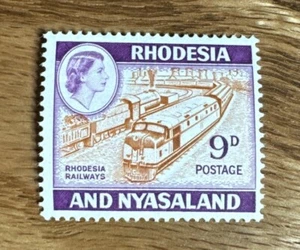 RHODESIA
9D
POSTAGE
RHODESIA
RAILWAYS
AND NYASALAND